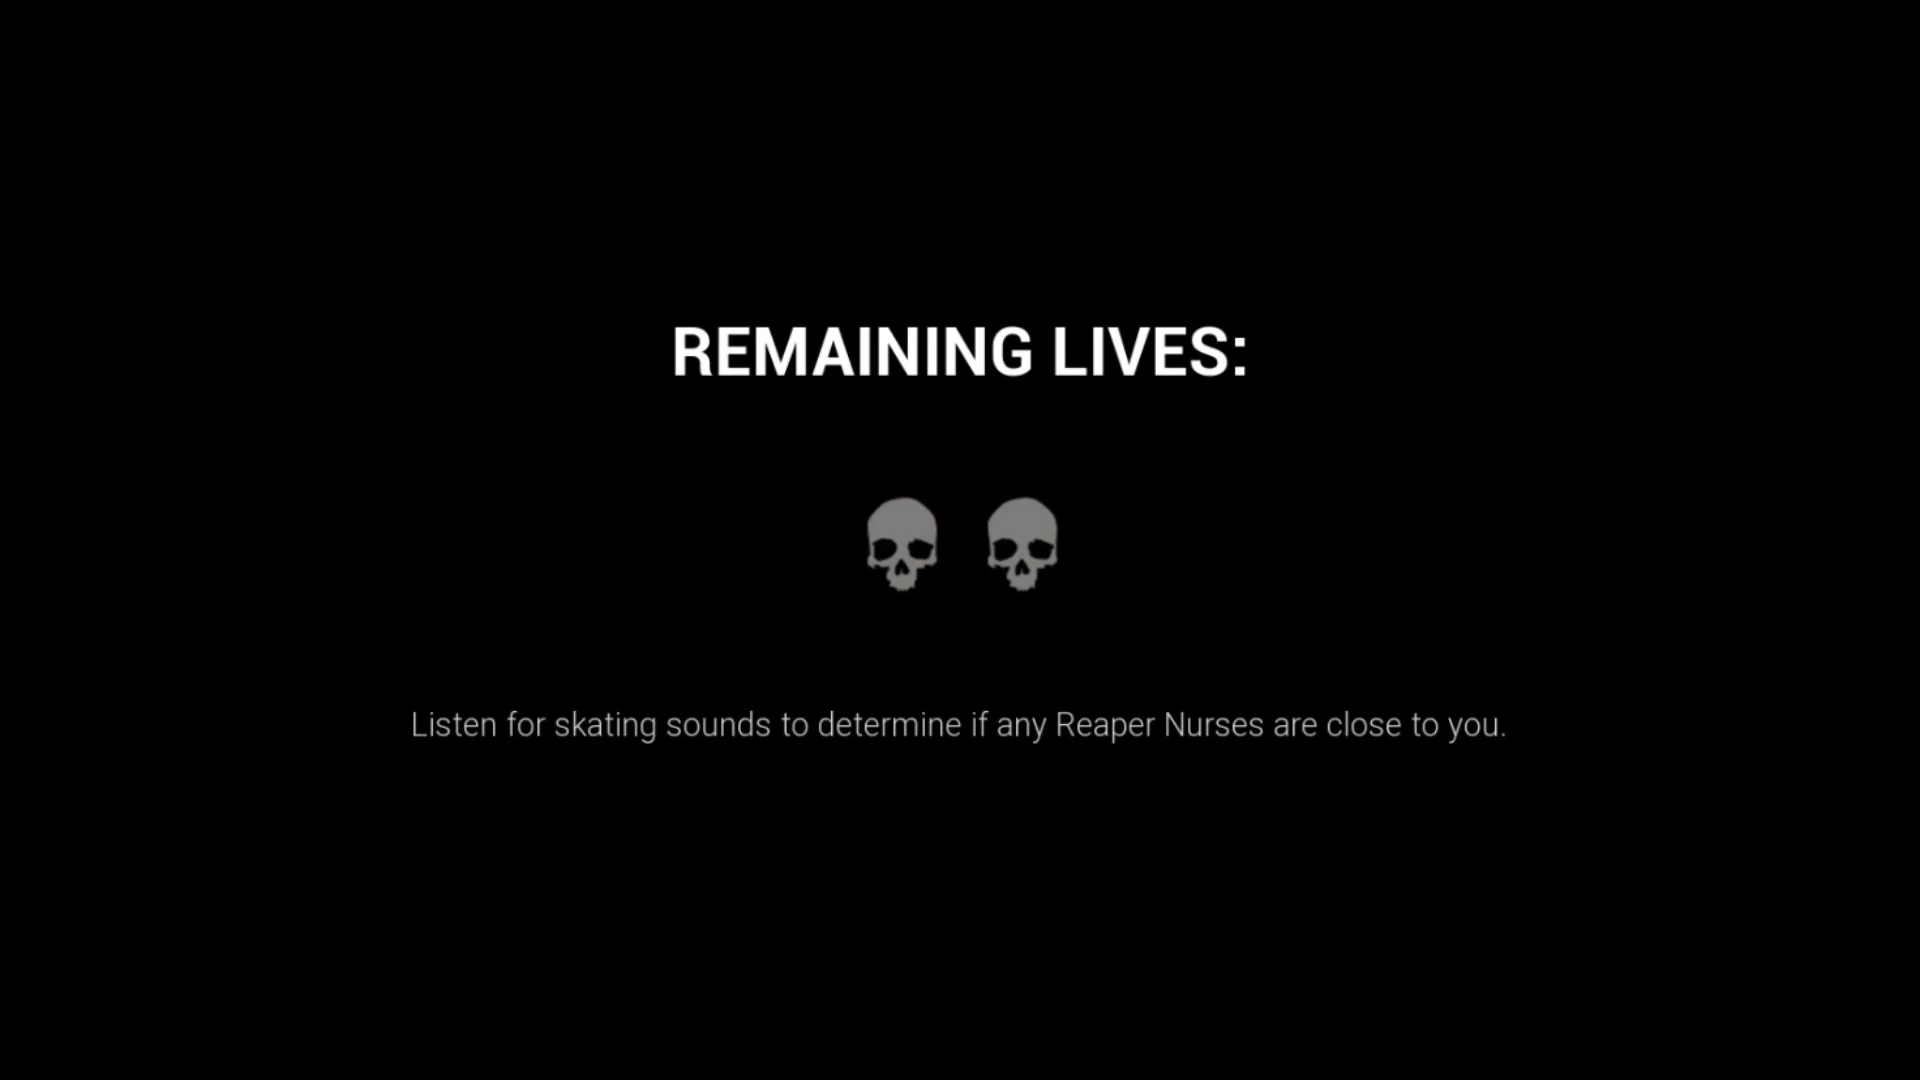 REMAINING LIVES:
Listen for skating sounds to determine if any Reaper Nurses are close to you.